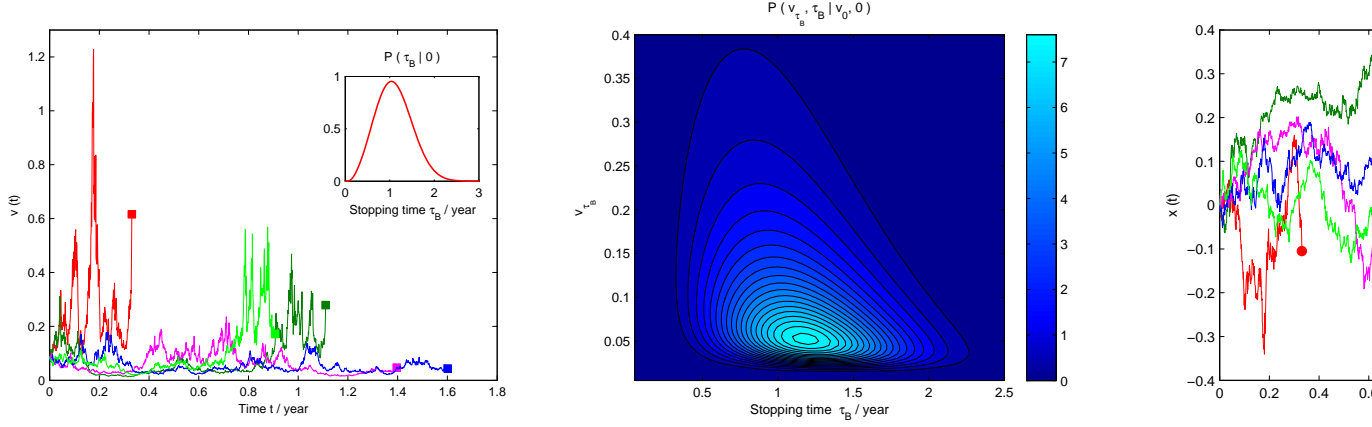 P ( v_τ_B , τ_B | v_0, 0 )
1.2
1
0.8
0.6
0.4
0.2
0
v (t)
0 0.2 0.4 0.6 0.8 1.0 1.2 1.4 1.6 1.8
Time t / year
P ( τ_B | 0 )
1
0.5
0
0 1 2 3
Stopping time τ_B / year
0.4
0.35
0.3
0.25
0.2
0.15
0.1
0.05
v_τ_B
0.5 1 1.5 2 2.5
Stopping time τ_B / year
7
6
5
4
3
2
1
0
0.4
0.3
0.2
0.1
0
−0.1
−0.2
−0.3
−0.4
x (t)
0 0.2 0.4